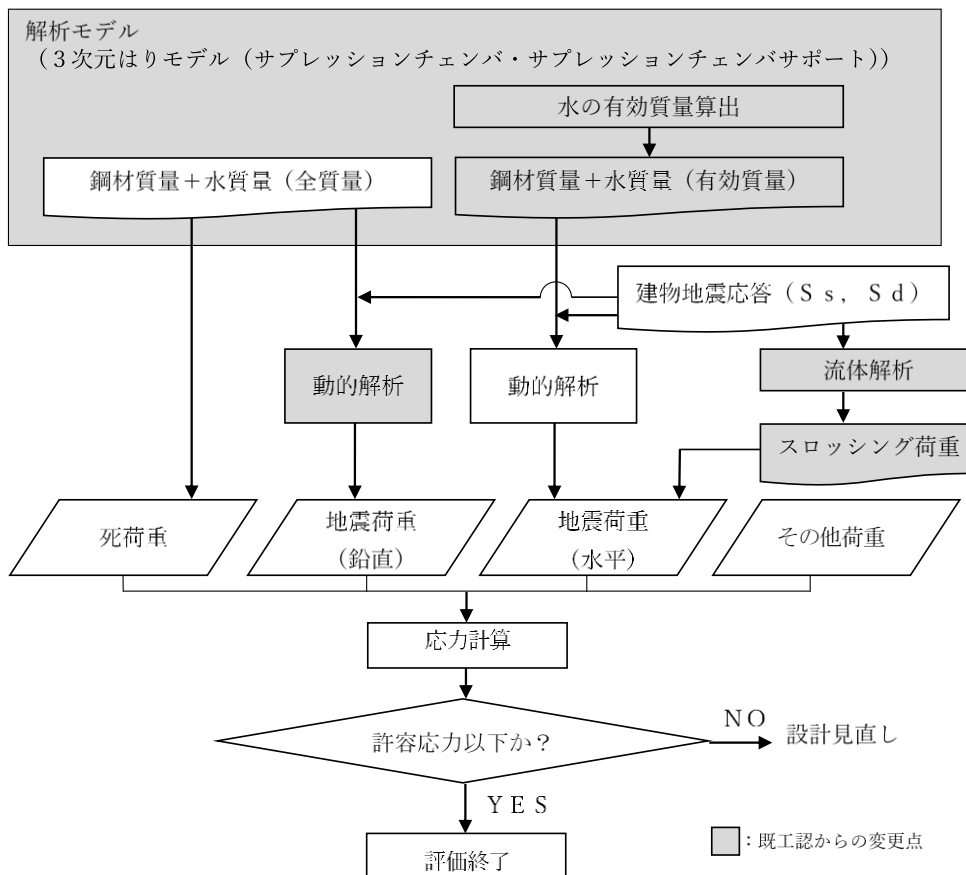 解析モデル
（３次元はりモデル（サプレッションチェンバ・サプレッションチェンバサポート））
水の有効質量算出
鋼材質量＋水質量（全質量）
鋼材質量＋水質量（有効質量）
建物地震応答（Ｓｓ，Ｓｄ）
動的解析
動的解析
流体解析
スロッシング荷重
死荷重
地震荷重
（鉛直）
地震荷重
（水平）
その他荷重
応力計算
許容応力以下か？
ＮＯ
設計見直し
ＹＥＳ
評価終了
：既工認からの変更点